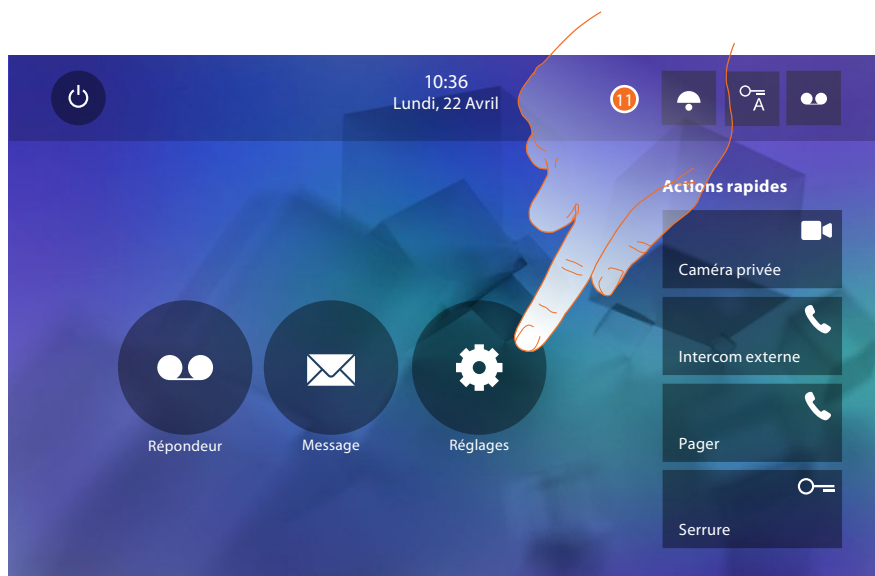 10:36
Lundi, 22 Avril
11
A
Actions rapides
Caméra privée
Intercom externe
Pager
Serrure
Répondeur
Message
Réglages